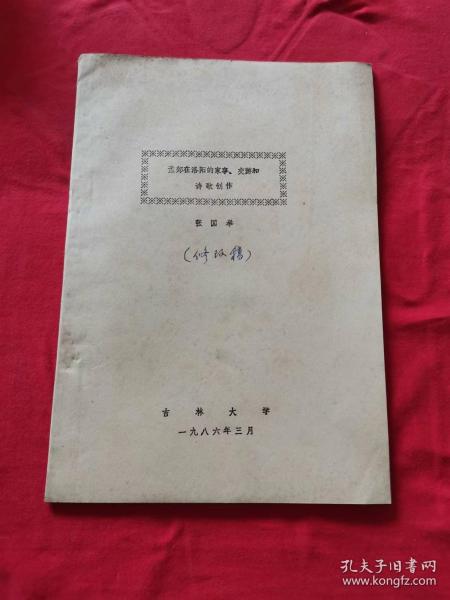 孟郊在洛阳的家事、交游和
诗歌创作
张国举
（修改稿）
吉林大学
一九八六年三月
孔夫子旧书网
www.kongfz.com